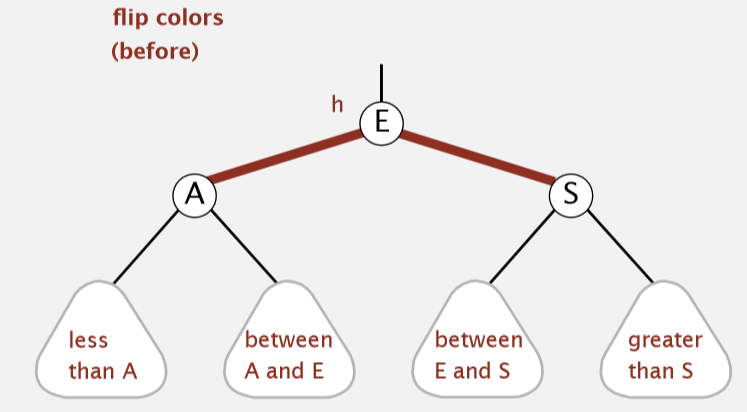 flip colors
(before)
h
E
A
S
less
than A
between
A and E
between
E and S
greater
than S